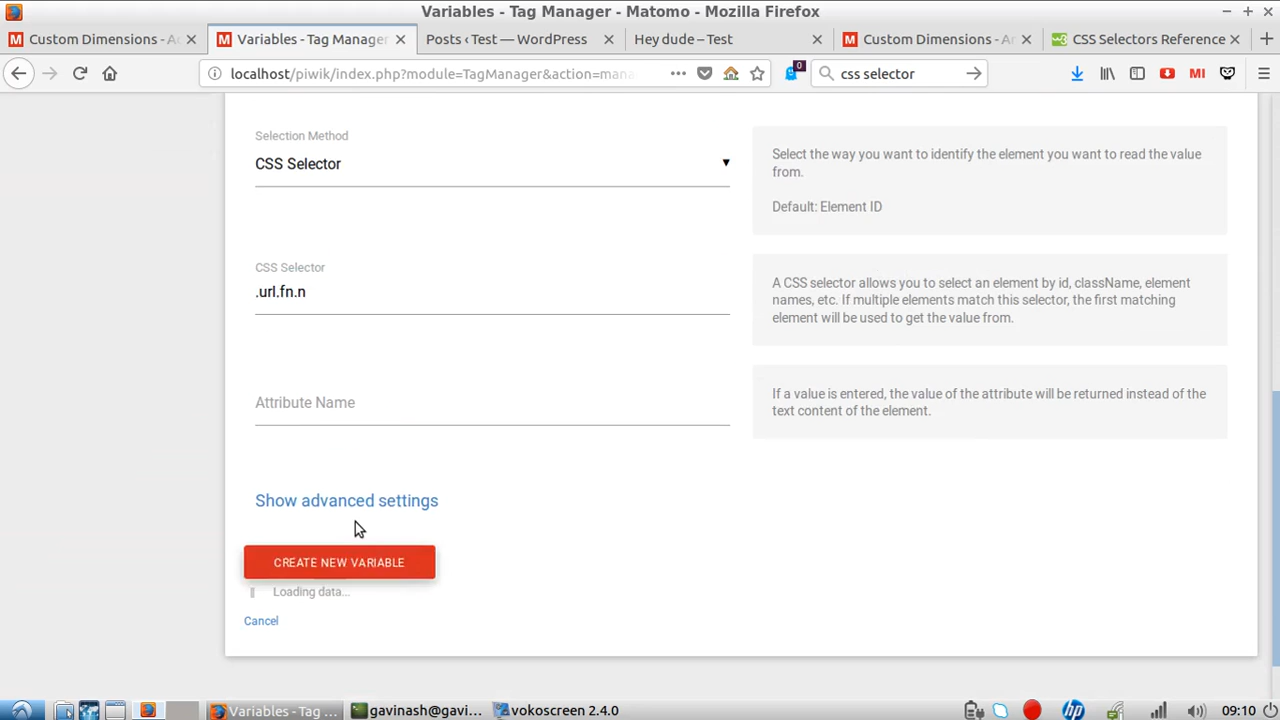 Variables - Tag Manager - Matomo - Mozilla Firefox
Custom Dimensions - Ac
Variables - Tag Manager
Posts ‹ Test — WordPress
Hey dude – Test
Custom Dimensions - Ar
CSS Selectors Reference
localhost/piwik/index.php?module=TagManager&action=mana
0
css selector
MI
Selection Method
CSS Selector
Select the way you want to identify the element you want to read the value
from.
Default: Element ID
CSS Selector
.url.fn.n
A CSS selector allows you to select an element by id, className, element
names, etc. If multiple elements match this selector, the first matching
element will be used to get the value from.
Attribute Name
If a value is entered, the value of the attribute will be returned instead of the
text content of the element.
Show advanced settings
CREATE NEW VARIABLE
Loading data...
Cancel
Variables - Tag ...
gavinash@gavi...
vokoscreen 2.4.0
09:10